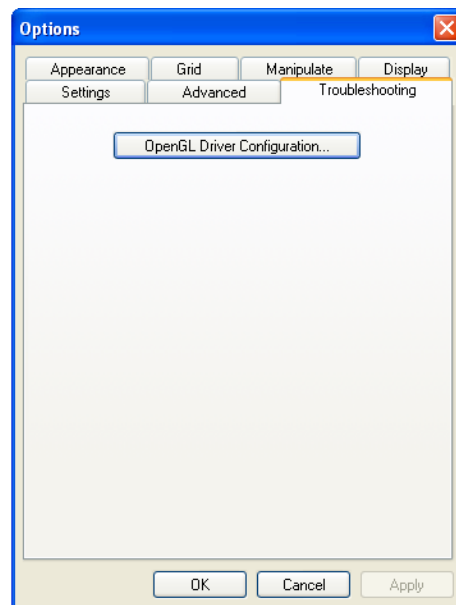 Options
Appearance Grid Manipulate Display
Settings Advanced Troubleshooting
OpenGL Driver Configuration...
OK Cancel Apply